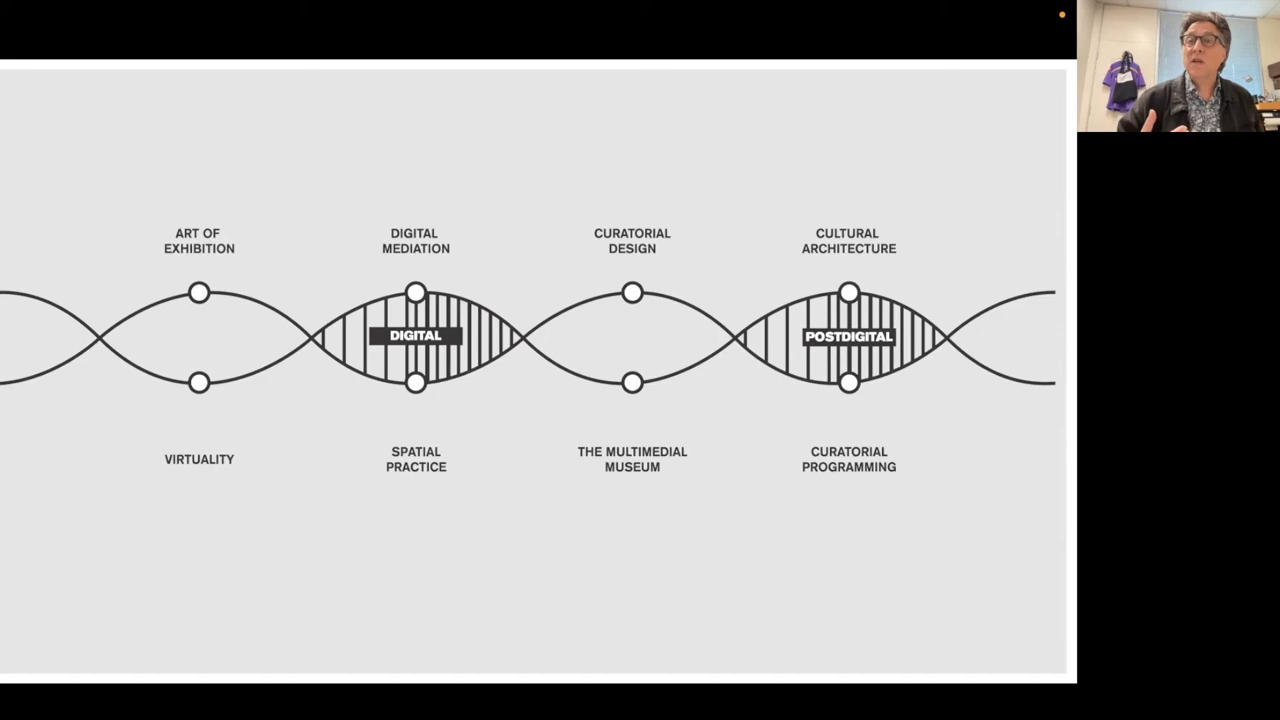 ART OF
EXHIBITION
DIGITAL
MEDIATION
CURATORIAL
DESIGN
CULTURAL
ARCHITECTURE
DIGITAL
POSTDIGITAL
VIRTUALITY
SPATIAL
PRACTICE
THE MULTIMEDIAL
MUSEUM
CURATORIAL
PROGRAMMING